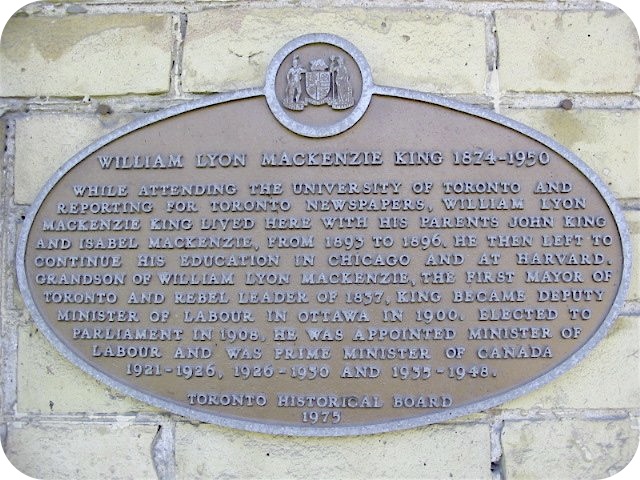 WILLIAM LYON MACKENZIE KING 1874-1950
WHILE ATTENDING THE UNIVERSITY OF TORONTO AND
REPORTING FOR TORONTO NEWSPAPERS, WILLIAM LYON
MACKENZIE KING LIVED HERE WITH HIS PARENTS JOHN KING
AND ISABEL MACKENZIE, FROM 1893 TO 1896. HE THEN LEFT TO
CONTINUE HIS EDUCATION IN CHICAGO AND AT HARVARD.
GRANDSON OF WILLIAM LYON MACKENZIE, THE FIRST MAYOR OF
TORONTO AND REBEL LEADER OF 1837, KING BECAME DEPUTY
MINISTER OF LABOUR IN OTTAWA IN 1900. ELECTED TO
PARLIAMENT IN 1908, HE WAS APPOINTED MINISTER OF
LABOUR AND WAS PRIME MINISTER OF CANADA
1921-1926, 1926-1930 AND 1935-1948.
TORONTO HISTORICAL BOARD
1975